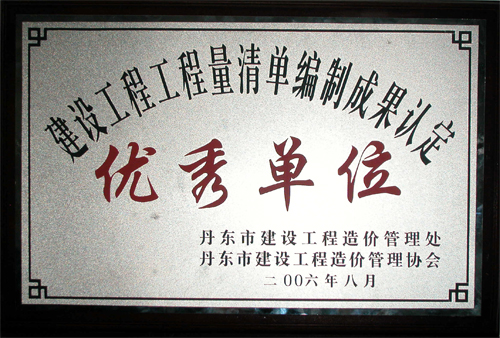 建设工程工程量清单编制成果认定
优秀单位
丹东市建设工程造价管理处
丹东市建设工程造价管理协会
二00六年八月